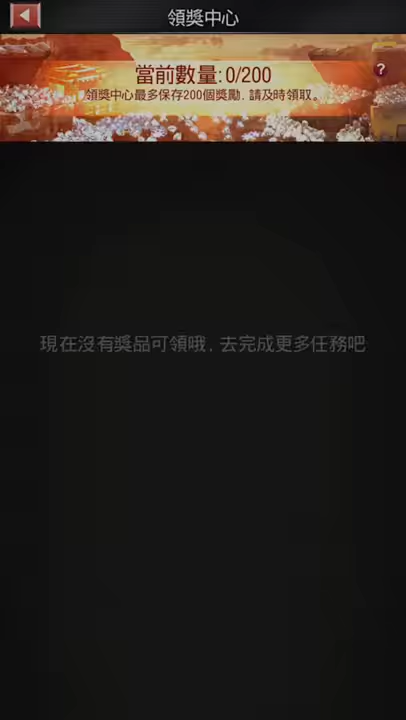 領獎中心
當前數量:0/200
?
領獎中心最多保存200個獎勵.請及時領取。
現在沒有獎品可領哦.去完成更多任務吧